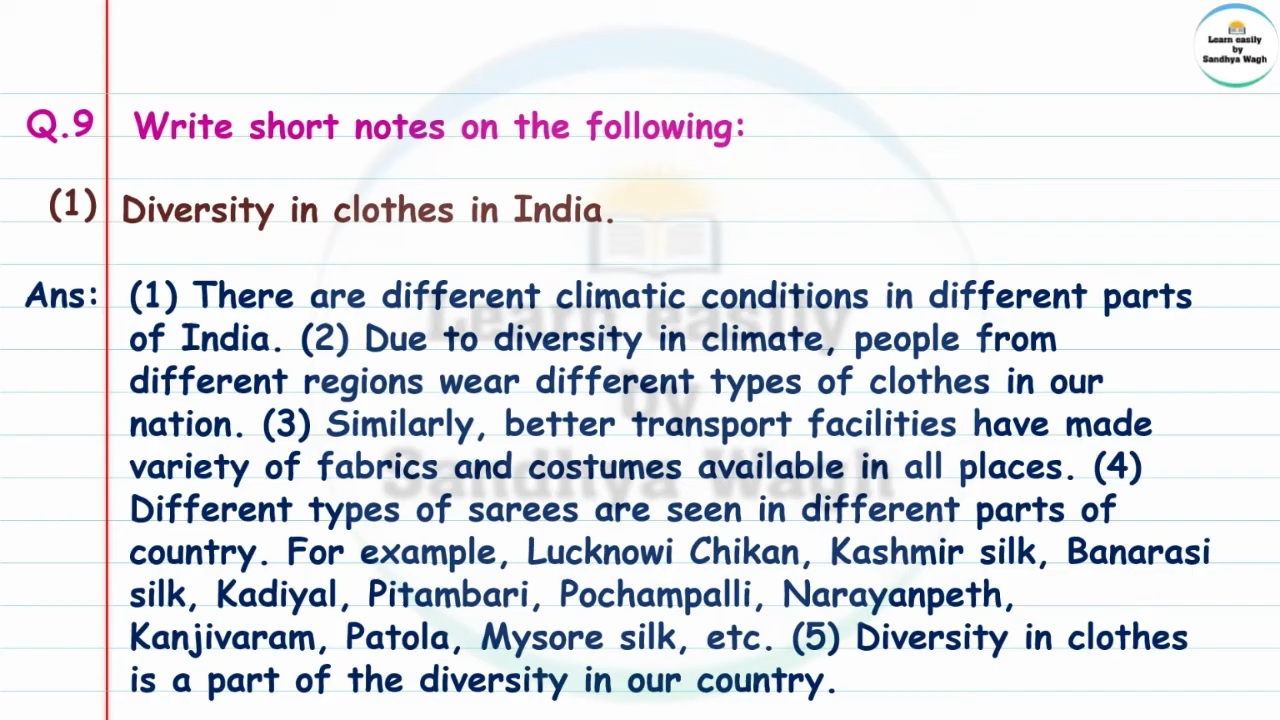 Learn easily
by
Sandhya Wagh
Q.9 Write short notes on the following:
(1) Diversity in clothes in India.
Ans: (1) There are different climatic conditions in different parts
of India. (2) Due to diversity in climate, people from
different regions wear different types of clothes in our
nation. (3) Similarly, better transport facilities have made
variety of fabrics and costumes available in all places. (4)
Different types of sarees are seen in different parts of
country. For example, Lucknowi Chikan, Kashmir silk, Banarasi
silk, Kadiyal, Pitambari, Pochampalli, Narayanpeth,
Kanjivaram, Patola, Mysore silk, etc. (5) Diversity in clothes
is a part of the diversity in our country.
Learn easily
by
Sandhya Wagh